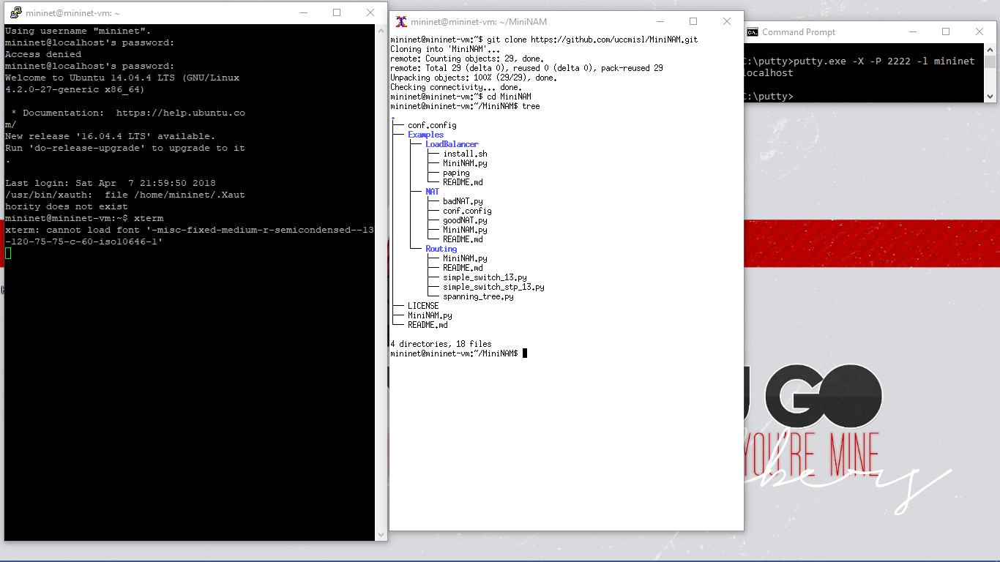 mininet@mininet-vm: ~
Using username "mininet".
mininet@localhost's password:
Access denied
mininet@localhost's password:
Welcome to Ubuntu 14.04.4 LTS (GNU/Linux
4.2.0-27-generic x86_64)
* Documentation:  https://help.ubuntu.co
m/
New release '16.04.4 LTS' available.
Run 'do-release-upgrade' to upgrade to it
.
Last login: Sat Apr  7 21:59:50 2018
/usr/bin/xauth:  file /home/mininet/.Xaut
hority does not exist
mininet@mininet-vm:~$ xterm
xterm: cannot load font '-misc-fixed-medium-r-semicondensed--13
-120-75-75-c-60-iso10646-1'
mininet@mininet-vm: ~/MiniNAM
mininet@mininet-vm:~$ git clone https://github.com/uccmisl/MiniNAM.git
Cloning into 'MiniNAM'...
remote: Counting objects: 29, done.
remote: Total 29 (delta 0), reused 0 (delta 0), pack-reused 29
Unpacking objects: 100% (29/29), done.
Checking connectivity... done.
mininet@mininet-vm:~$ cd MiniNAM
mininet@mininet-vm:~/MiniNAM$ tree
.
├── conf.config
├── Examples
│   ├── LoadBalancer
│   │   ├── install.sh
│   │   ├── MiniNAM.py
│   │   ├── paping
│   │   └── README.md
│   ├── NAT
│   │   ├── badNAT.py
│   │   ├── conf.config
│   │   ├── goodNAT.py
│   │   ├── MiniNAM.py
│   │   └── README.md
│   └── Routing
│       ├── MiniNAM.py
│       ├── README.md
│       ├── simple_switch_13.py
│       ├── simple_switch_stp_13.py
│       └── spanning_tree.py
├── LICENSE
├── MiniNAM.py
└── README.md
4 directories, 18 files
mininet@mininet-vm:~/MiniNAM$
Command Prompt
C:\putty>putty.exe -X -P 2222 -l mininet
localhost
C:\putty>
GO
YOU'RE MINE